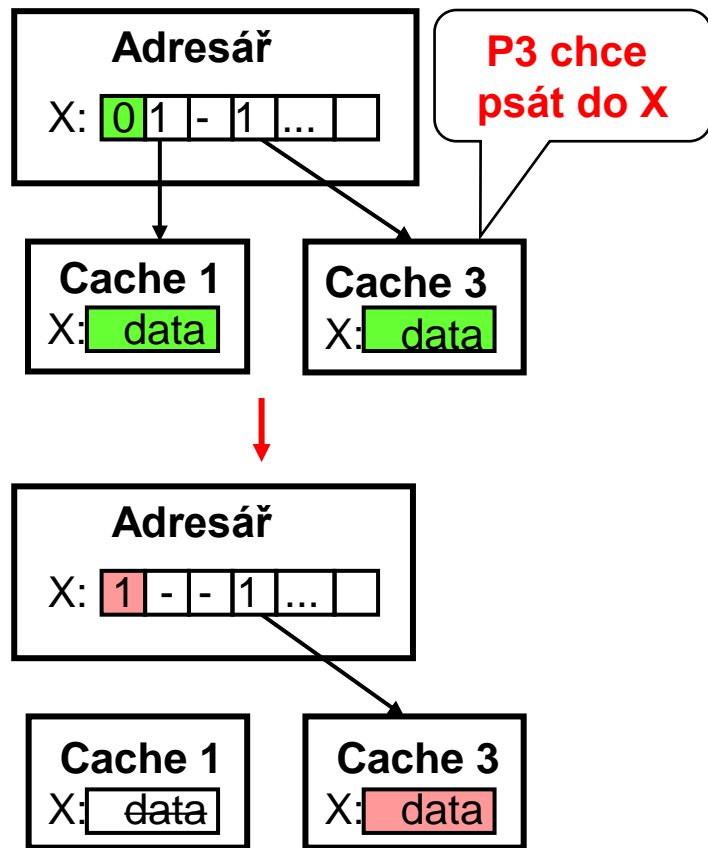 Adresář
X: 0 1 - 1 ...
P3 chce
psát do X
Cache 1
X: data
Cache 3
X: data
Adresář
X: 1 - - 1 ...
Cache 1
X: data
Cache 3
X: data